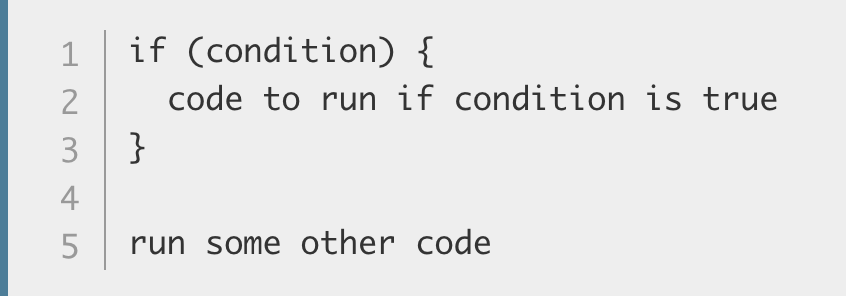 1 if (condition) {
2   code to run if condition is true
3 }
4
5 run some other code